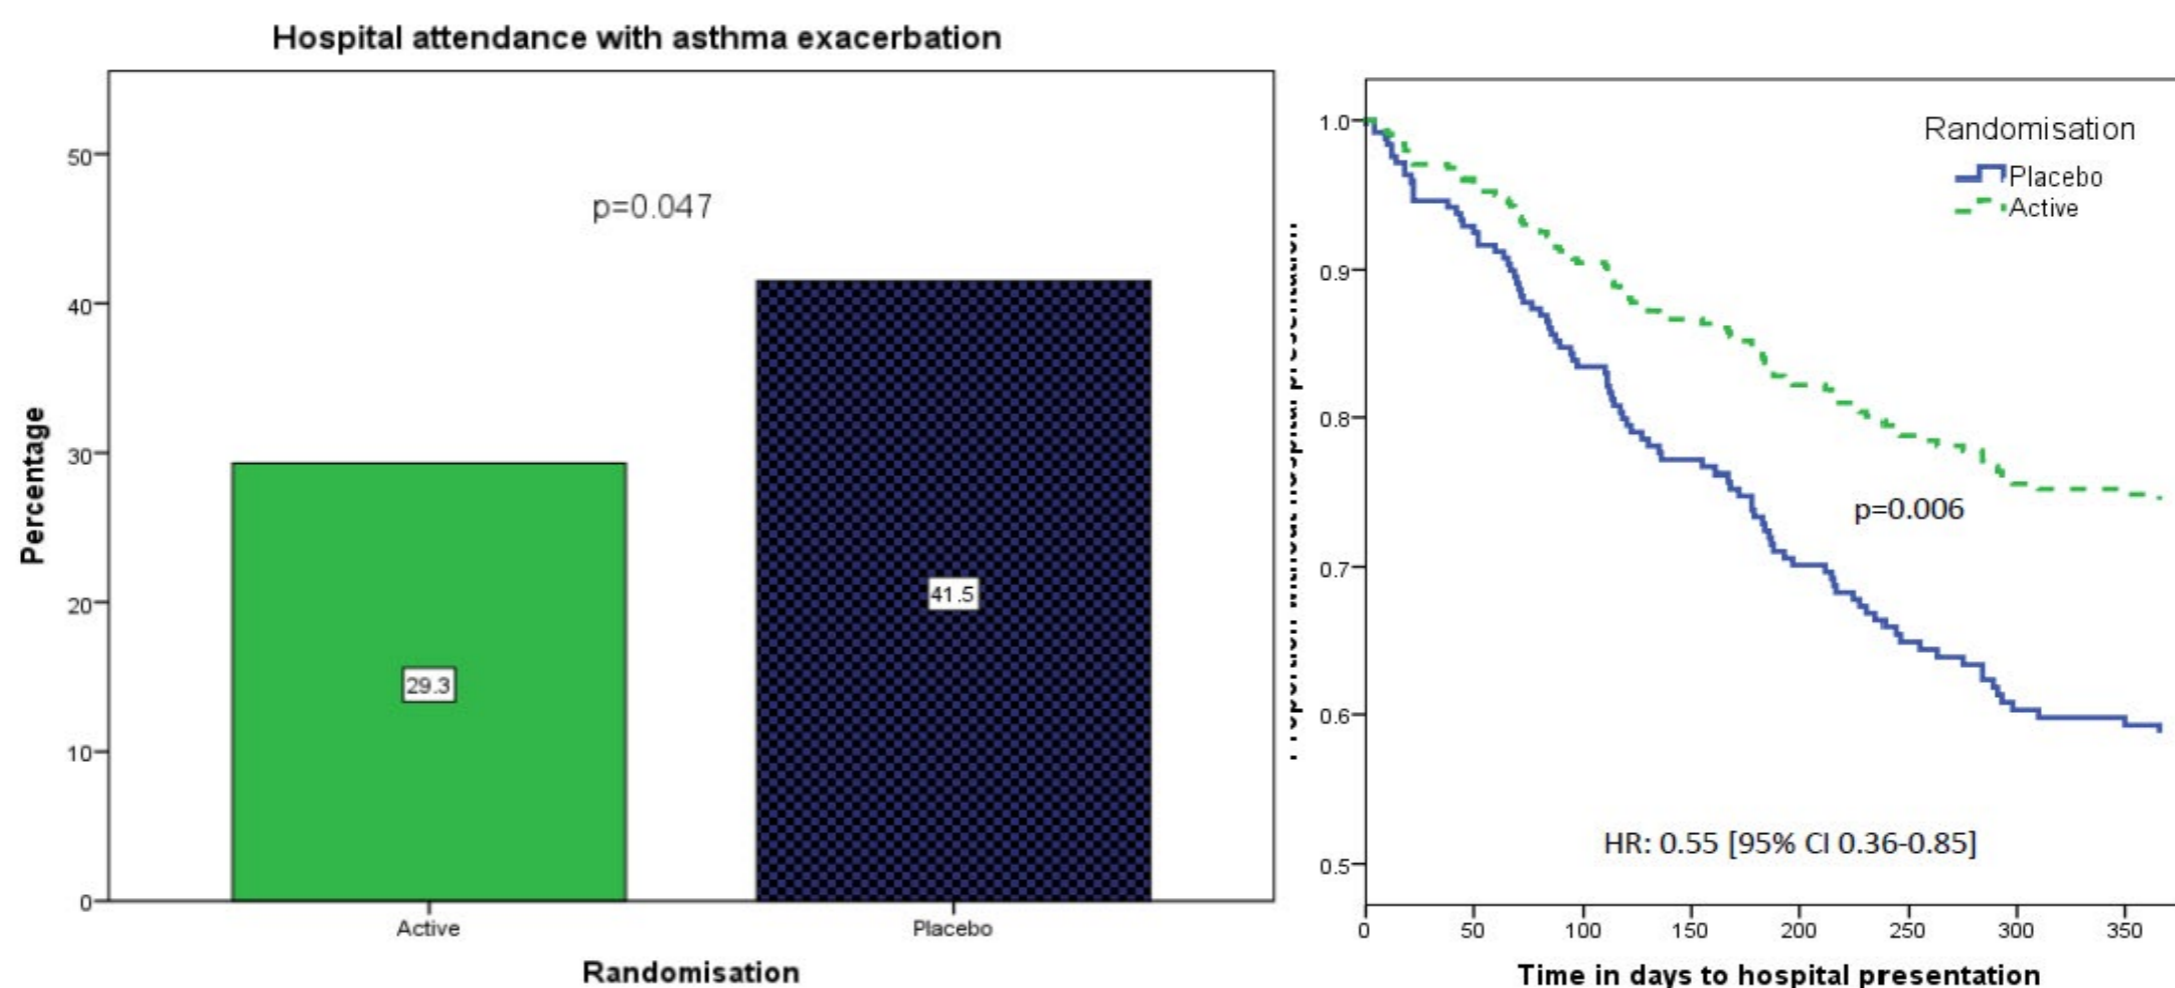 Hospital attendance with asthma exacerbation
Percentage
50
40
30
20
10
0
p=0.047
29.3
41.5
Active
Placebo
Randomisation
1.0
0.9
0.8
0.7
0.6
0.5
Randomisation
Placebo
Active
p=0.006
HR: 0.55 [95% CI 0.36-0.85]
0
50
100
150
200
250
300
350
Time in days to hospital presentation